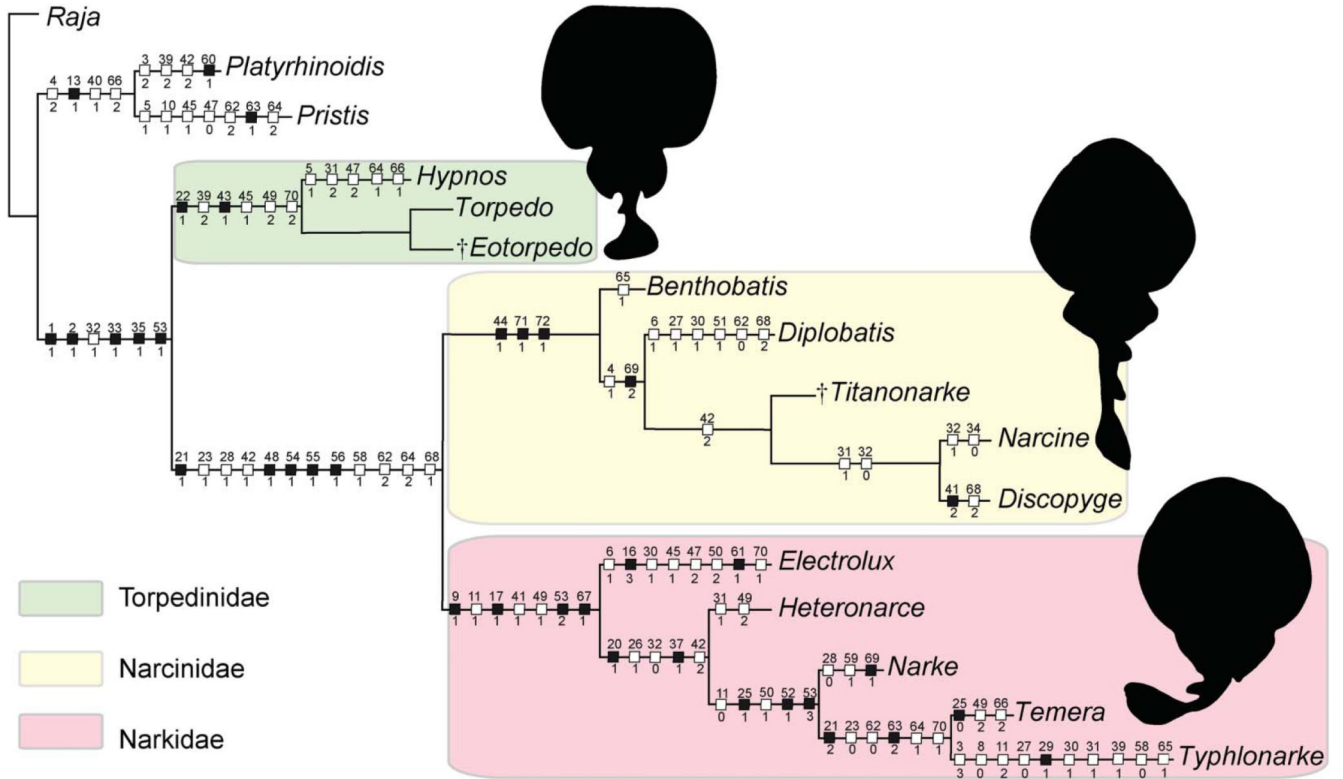 Raja
3 39 42 60
Platyrhinoidis
2 2 2 1
4 13 40 66
2 1 1 2
5 10 45 47 62 63 64
Pristis
1 1 1 0 2 1 2
5 31 47 64 66
Hypnos
1 2 2 1 1
22 39 43 45 49 70
1 2 1 1 2 2
Torpedo
†Eotorpedo
65
Benthobatis
1
1 2 32 33 35 53
1 1 1 1 1 1
44 71 72
1 1 1
6 27 30 51 62 68
Diplobatis
1 1 1 1 0 2
4 69
1 2
†Titanonarke
42
2
32 34
Narcine
1 0
31 32
1 0
21 23 28 42 48 54 55 56 58 62 64 68
1 1 1 1 1 1 1 1 1 2 2 1
41 68
Discopyge
2 2
6 16 30 45 47 50 61 70
Electrolux
1 3 1 1 2 2 1 1
9 11 17 41 49 53 67
1 1 1 1 1 2 1
31 49
Heteronarce
1 2
20 26 32 37 42
1 1 0 1 2
28 59 69
Narke
0 1 1
11 25 50 52 53
0 1 1 1 3
25 49 66
Temera
0 2 2
21 23 62 63 64 70
2 0 0 2 1 1
3 8 11 27 29 30 31 39 58 65
Typhlonarke
3 0 2 0 1 1 1 1 0 1
Torpedinidae
Narcinidae
Narkidae